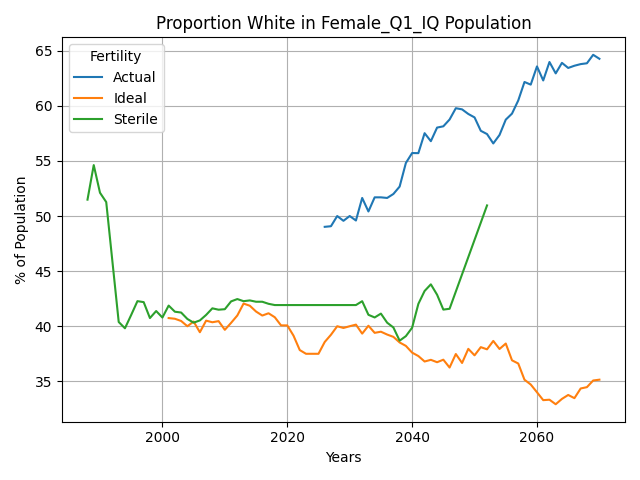 Proportion White in Female_Q1_IQ Population
Fertility
Actual
Ideal
Sterile
% of Population
65
60
55
50
45
40
35
2000
2020
2040
2060
Years